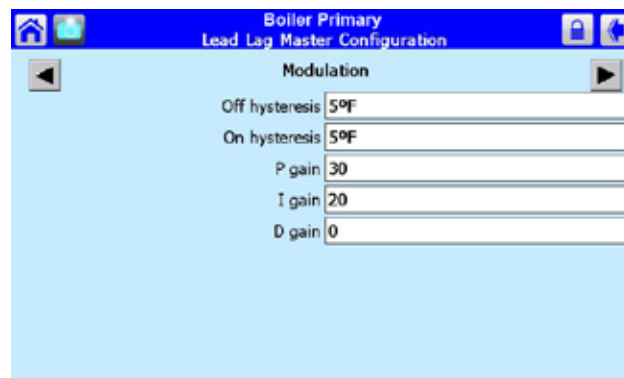 Boiler Primary
Lead Lag Master Configuration
Modulation
Off hysteresis 5ºF
On hysteresis 5ºF
P gain 30
I gain 20
D gain 0